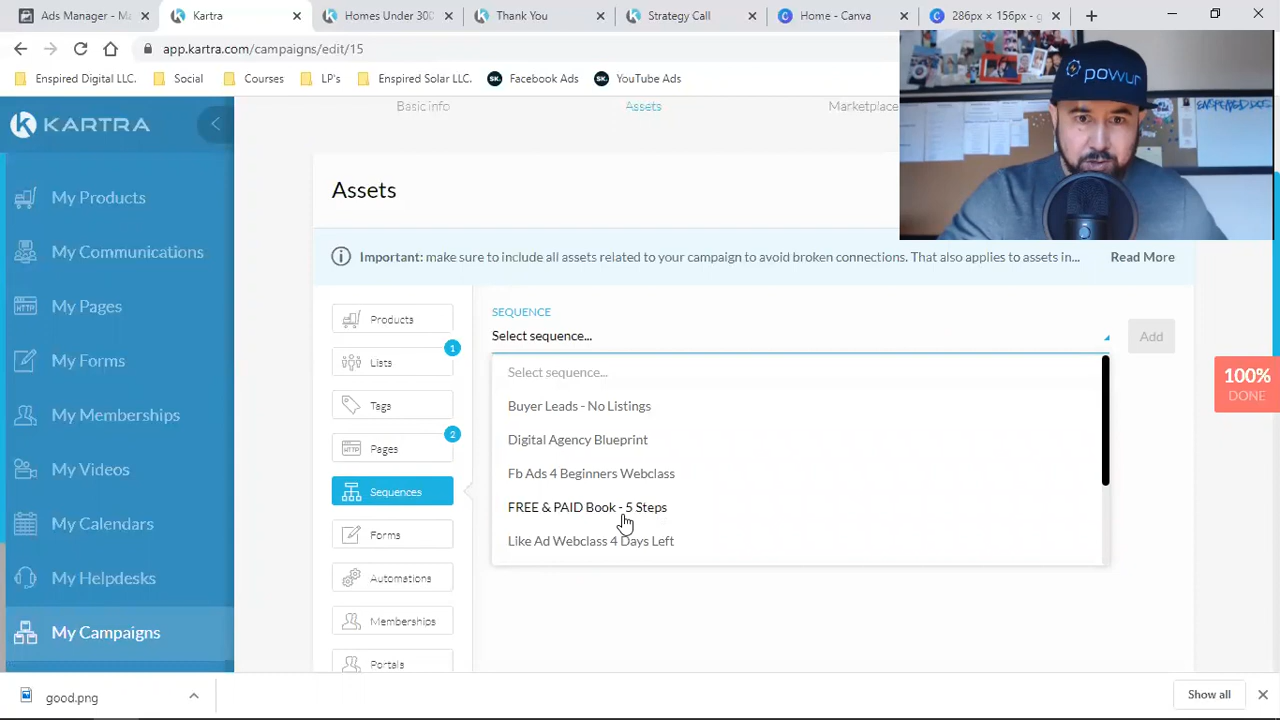 Ads Manager - Ma
Kartra
Homes Under 300
Thank You
Strategy Call
Home - Canva
286px × 156px - g
app.kartra.com/campaigns/edit/15
Enspired Digital LLC.
Social
Courses
LP's
Enspired Solar LLC.
SK.
Facebook Ads
SK.
YouTube Ads
KARTRA
Basic info
Assets
Marketplace
powur
My Products
My Communications
My Pages
My Forms
My Memberships
My Videos
My Calendars
My Helpdesks
My Campaigns
Assets
Important: make sure to include all assets related to your campaign to avoid broken connections. That also applies to assets in...
Read More
Products
Lists
1
Tags
Pages
2
Sequences
Forms
Automations
Memberships
Portals
SEQUENCE
Select sequence...
Add
Select sequence...
Buyer Leads - No Listings
Digital Agency Blueprint
Fb Ads 4 Beginners Webclass
FREE & PAID Book - 5 Steps
Like Ad Webclass 4 Days Left
100%
DONE
good.png
Show all